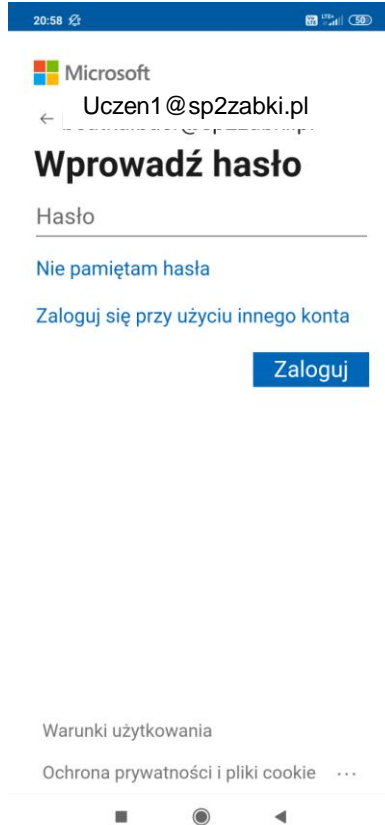 20:58
50
Microsoft
Uczen1@sp2zabki.pl
Wprowadź hasło
Hasło
Nie pamiętam hasła
Zaloguj się przy użyciu innego konta
Zaloguj
Warunki użytkowania
Ochrona prywatności i pliki cookie ...